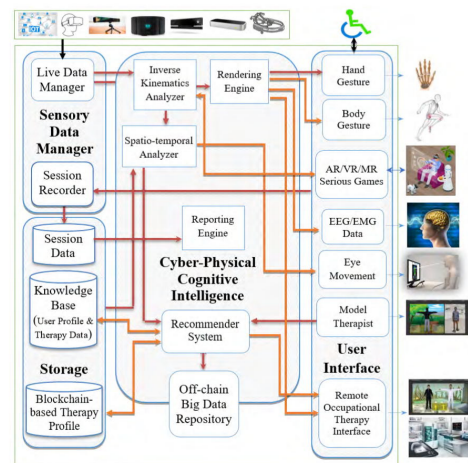 IOT
Live Data
Manager
Sensory
Data
Manager
Session
Recorder
Session
Data
Knowledge
Base
(User Profile &
Therapy Data)
Storage
Blockchain-
based Therapy
Profile
Inverse
Kinematics
Analyzer
Rendering
Engine
Spatio-temporal
Analyzer
Reporting
Engine
Cyber-Physical
Cognitive
Intelligence
Recommender
System
Off-chain
Big Data
Repository
Hand
Gesture
Body
Gesture
AR/VR/MR
Serious Games
EEG/EMG
Data
Eye
Movement
Model
Therapist
User
Interface
Remote
Occupational
Therapy
Interface